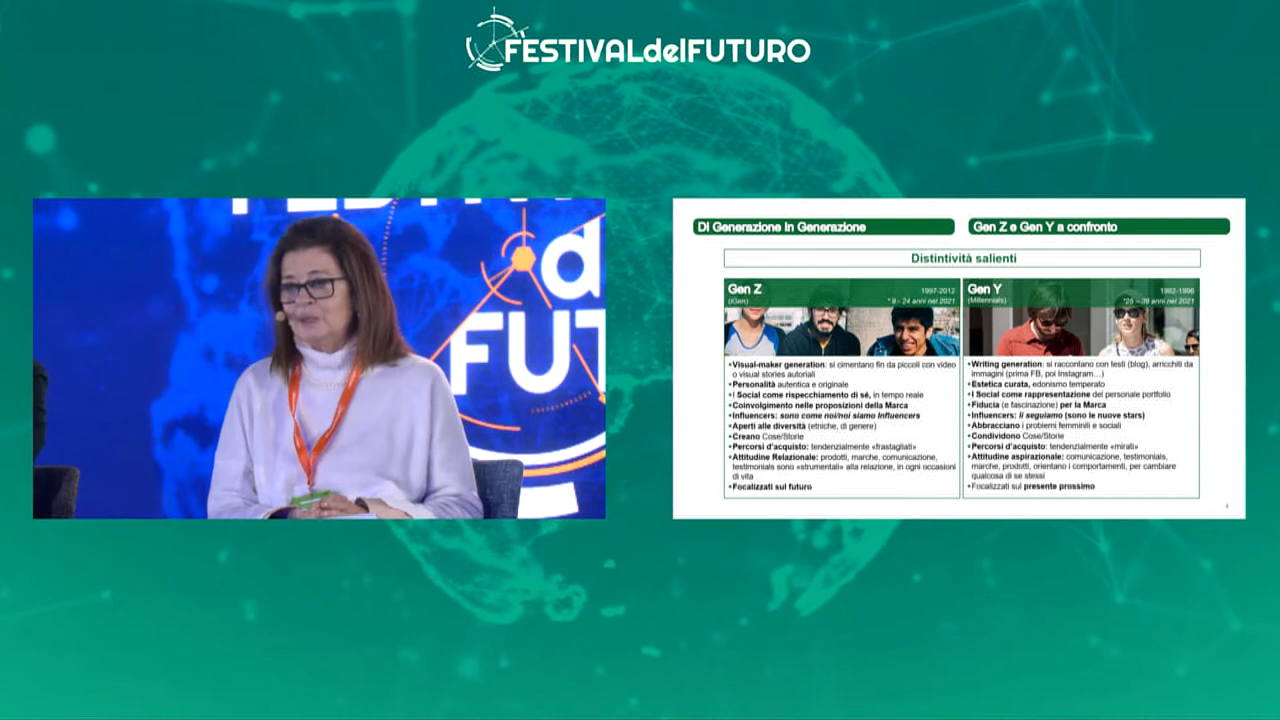 FESTIVALdelFUTURO
FUT
Di Generazione in Generazione
Gen Z e Gen Y a confronto
Distintività salienti
Gen Z
1997-2012
(iGen)
* 9 - 24 anni nel 2021
•Visual-maker generation: si cimentano fin da piccoli con video
o visual stories autoriali
•Personalità autentica e originale
•I Social come rispecchiamento di sé, in tempo reale
•Coinvolgimento nelle proposizioni della Marca
•Influencers: sono come noi/noi siamo Influencers
•Aperti alle diversità (etniche, di genere)
•Creano Cose/Storie
•Percorsi d'acquisto: tendenzialmente «frastagliati»
•Attitudine Relazionale: prodotti, marche, comunicazione,
testimonials sono «strumentali» alla relazione, in ogni occasioni
di vita
•Focalizzati sul futuro
Gen Y
1982-1996
(Millennials)
*25 – 39 anni nel 2021
•Writing generation: si raccontano con testi (blog), arricchiti da
immagini (prima FB, poi Instagram…)
•Estetica curata, edonismo temperato
•I Social come rappresentazione del personale portfolio
•Fiducia (e fascinazione) per la Marca
•Influencers: li seguiamo (sono le nuove stars)
•Abbracciano i problemi femminili e sociali
•Condividono Cose/Storie
•Percorsi d'acquisto: tendenzialmente «mirati»
•Attitudine aspirazionale: comunicazione, testimonials,
marche, prodotti, orientano i comportamenti, per cambiare
qualcosa di se stessi
•Focalizzati sul presente prossimo